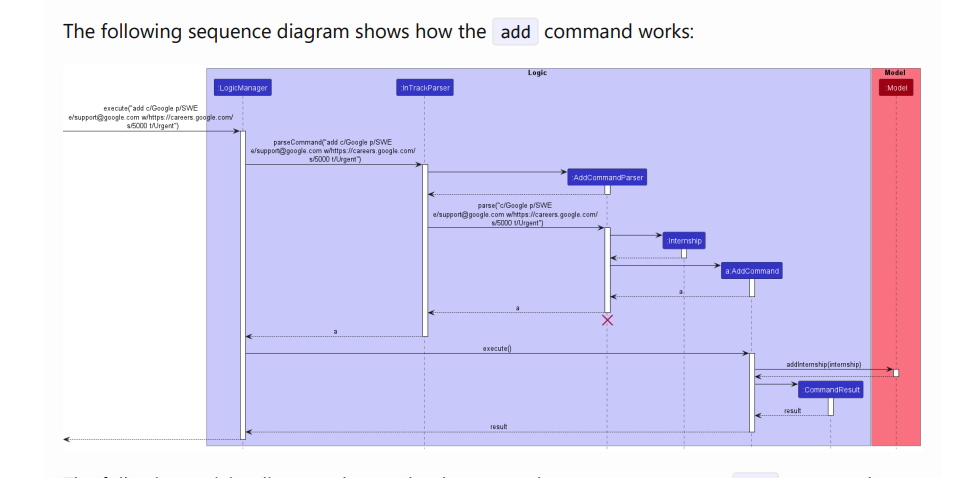 The following sequence diagram shows how the add command works:
Logic
Model
:LogicManager
:InTrackParser
:Model
execute("add c/Google p/SWE
e/support@google.com w/https://careers.google.com/
s/5000 t/Urgent")
parseCommand("add c/Google p/SWE
e/support@google.com w/https://careers.google.com/
s/5000 t/Urgent")
:AddCommandParser
parse("c/Google p/SWE
e/support@google.com w/https://careers.google.com/
s/5000 t/Urgent")
:Internship
a:AddCommand
a
a
a
execute()
addInternship(internship)
:CommandResult
result
result